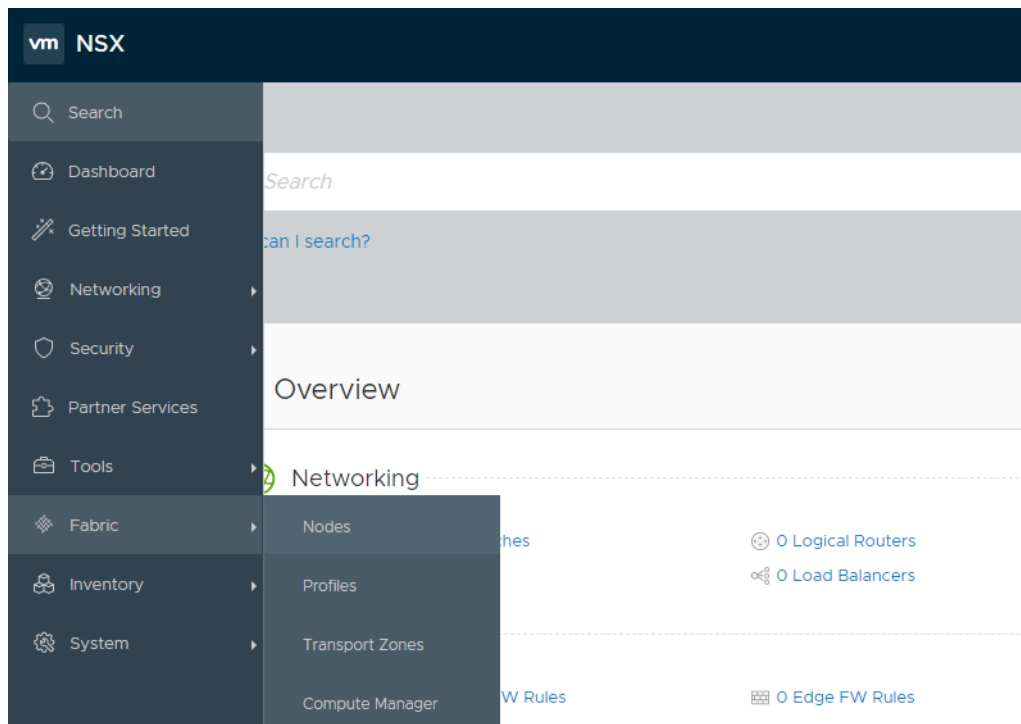 vm NSX
Search
Dashboard
Getting Started
Networking
Security
Partner Services
Tools
Fabric
Inventory
System
Nodes
Profiles
Transport Zones
Compute Manager
Search
can I search?
Overview
Networking
0 Logical Routers
0 Load Balancers
FW Rules
0 Edge FW Rules